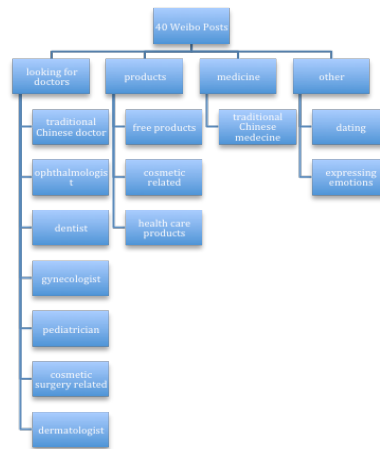 40 Weibo Posts
looking for
doctors
products
medicine
other
traditional
Chinese doctor
ophthalmologis
t
dentist
gynecologist
pediatrician
cosmetic
surgery related
dermatologist
free products
cosmetic
related
health care
products
traditional
Chinese
medecine
dating
expressing
emotions